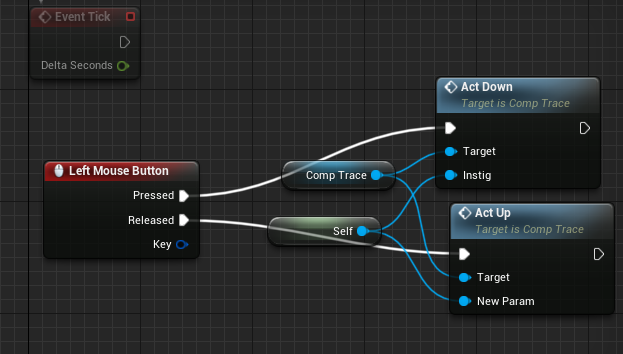 Event Tick
Delta Seconds
Act Down
Target is Comp Trace
Target
Instig
Left Mouse Button
Pressed
Released
Key
Comp Trace
Self
Act Up
Target is Comp Trace
Target
New Param